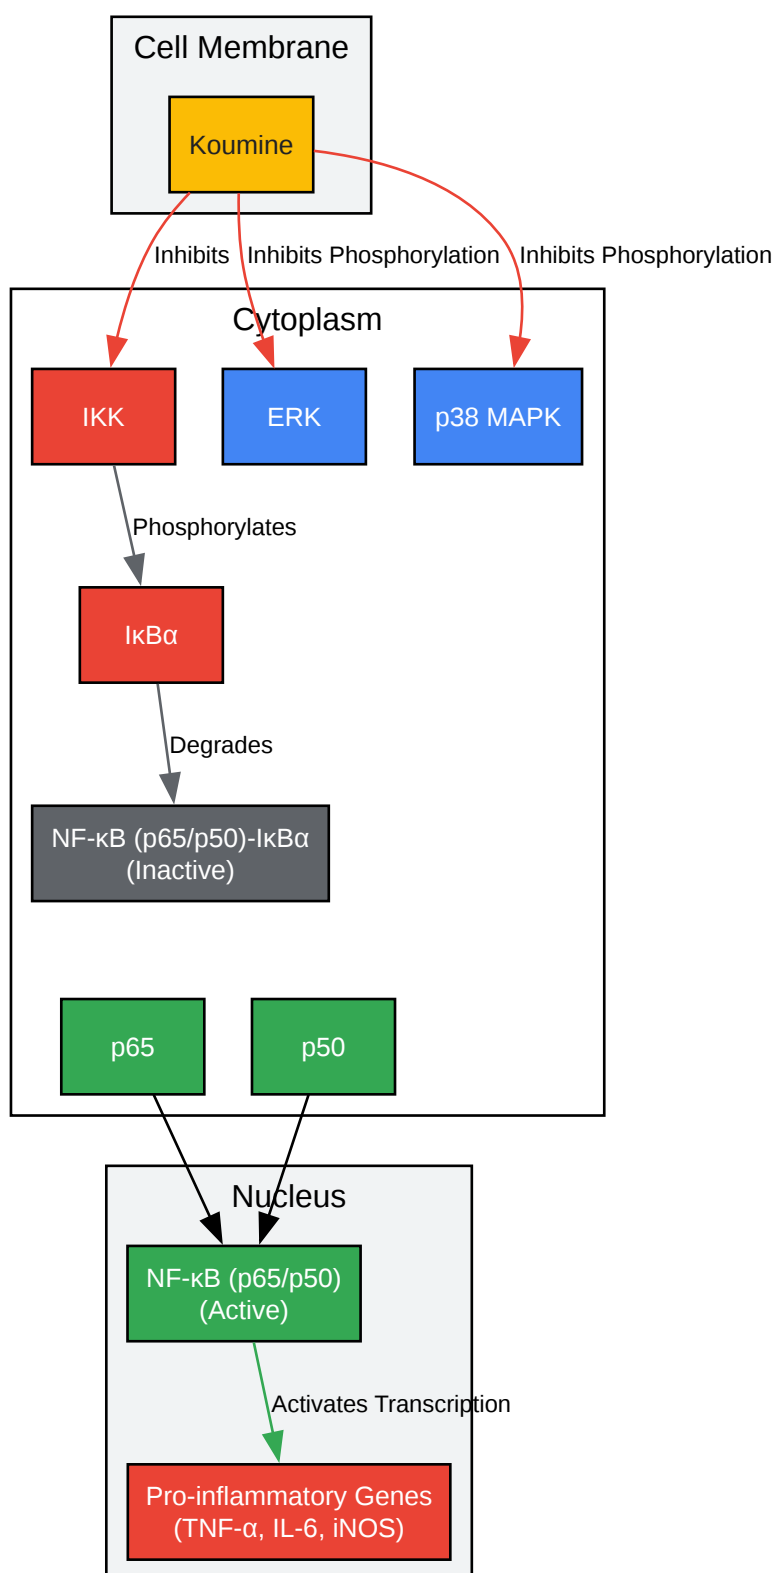 Cell Membrane
Koumine
Inhibits
Inhibits Phosphorylation
Inhibits Phosphorylation
Cytoplasm
IKK
ERK
p38 MAPK
Phosphorylates
IκBα
Degrades
NF-κB (p65/p50)-IκBα
(Inactive)
p65
p50
Nucleus
NF-κB (p65/p50)
(Active)
Activates Transcription
Pro-inflammatory Genes
(TNF-α, IL-6, iNOS)